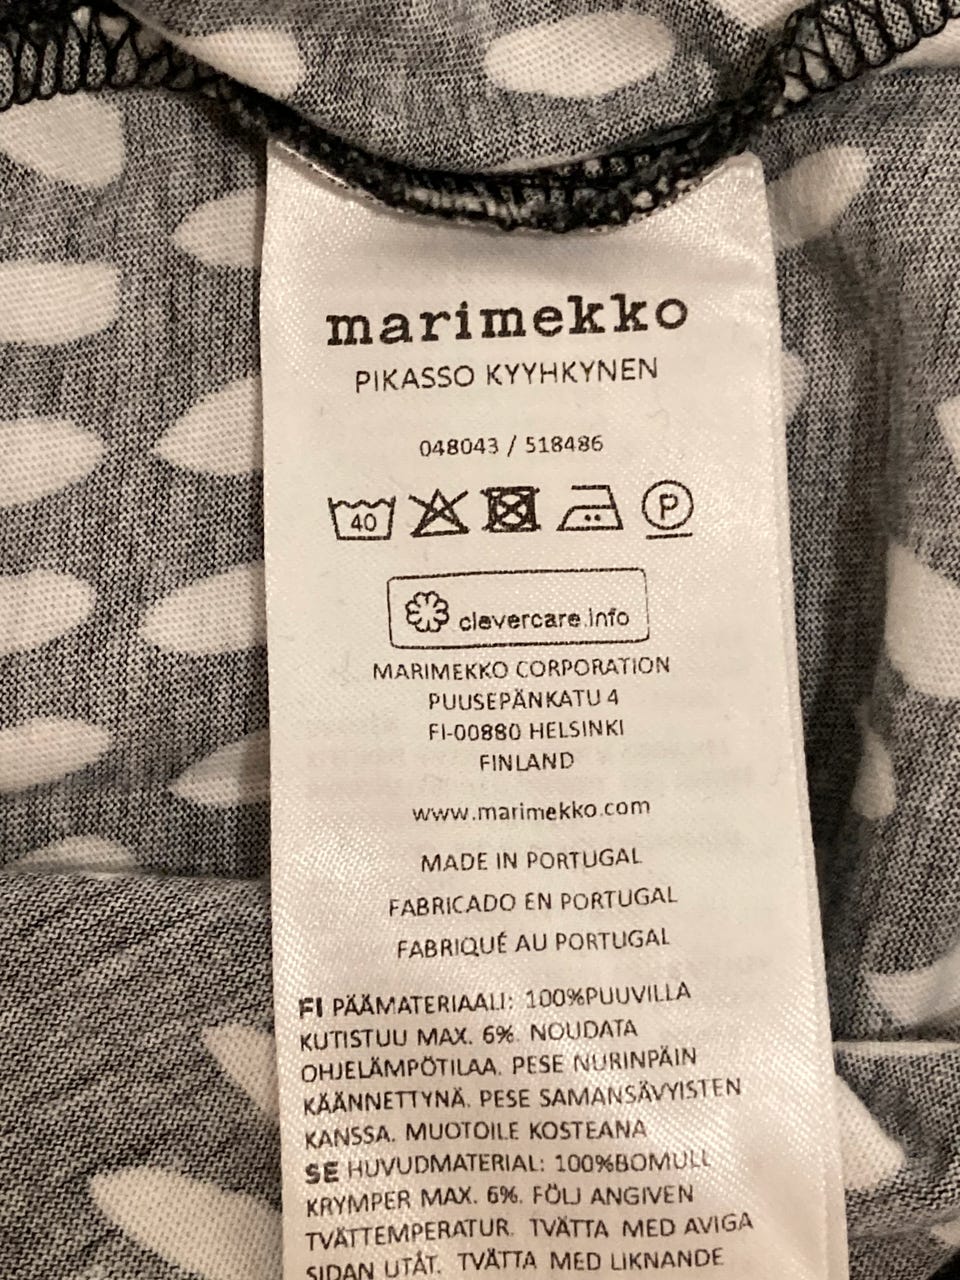 marimekko
PIKASSO KYYHKYNEN
048043 / 518486
40 P
clevercare.info
MARIMEKKO CORPORATION
PUUSEPÄNKATU 4
FI-00880 HELSINKI
FINLAND
www.marimekko.com
MADE IN PORTUGAL
FABRICADO EN PORTUGAL
FABRIQUÉ AU PORTUGAL
FI PÄÄMATERIAALI: 100%PUUVILLA
KUTISTUU MAX. 6%. NOUDATA
OHJELÄMPÖTILAA. PESE NURINPÄIN
KÄÄNNETTYNÄ. PESE SAMANSÄVYISTEN
KANSSA. MUOTOILE KOSTEANA
SE HUVUDMATERIAL: 100%BOMULL
KRYMPER MAX. 6%. FÖLJ ANGIVEN
TVÄTTEMPERATUR. TVÄTTA MED AVIGA
SIDAN UTÅT. TVÄTTA MED LIKNANDE